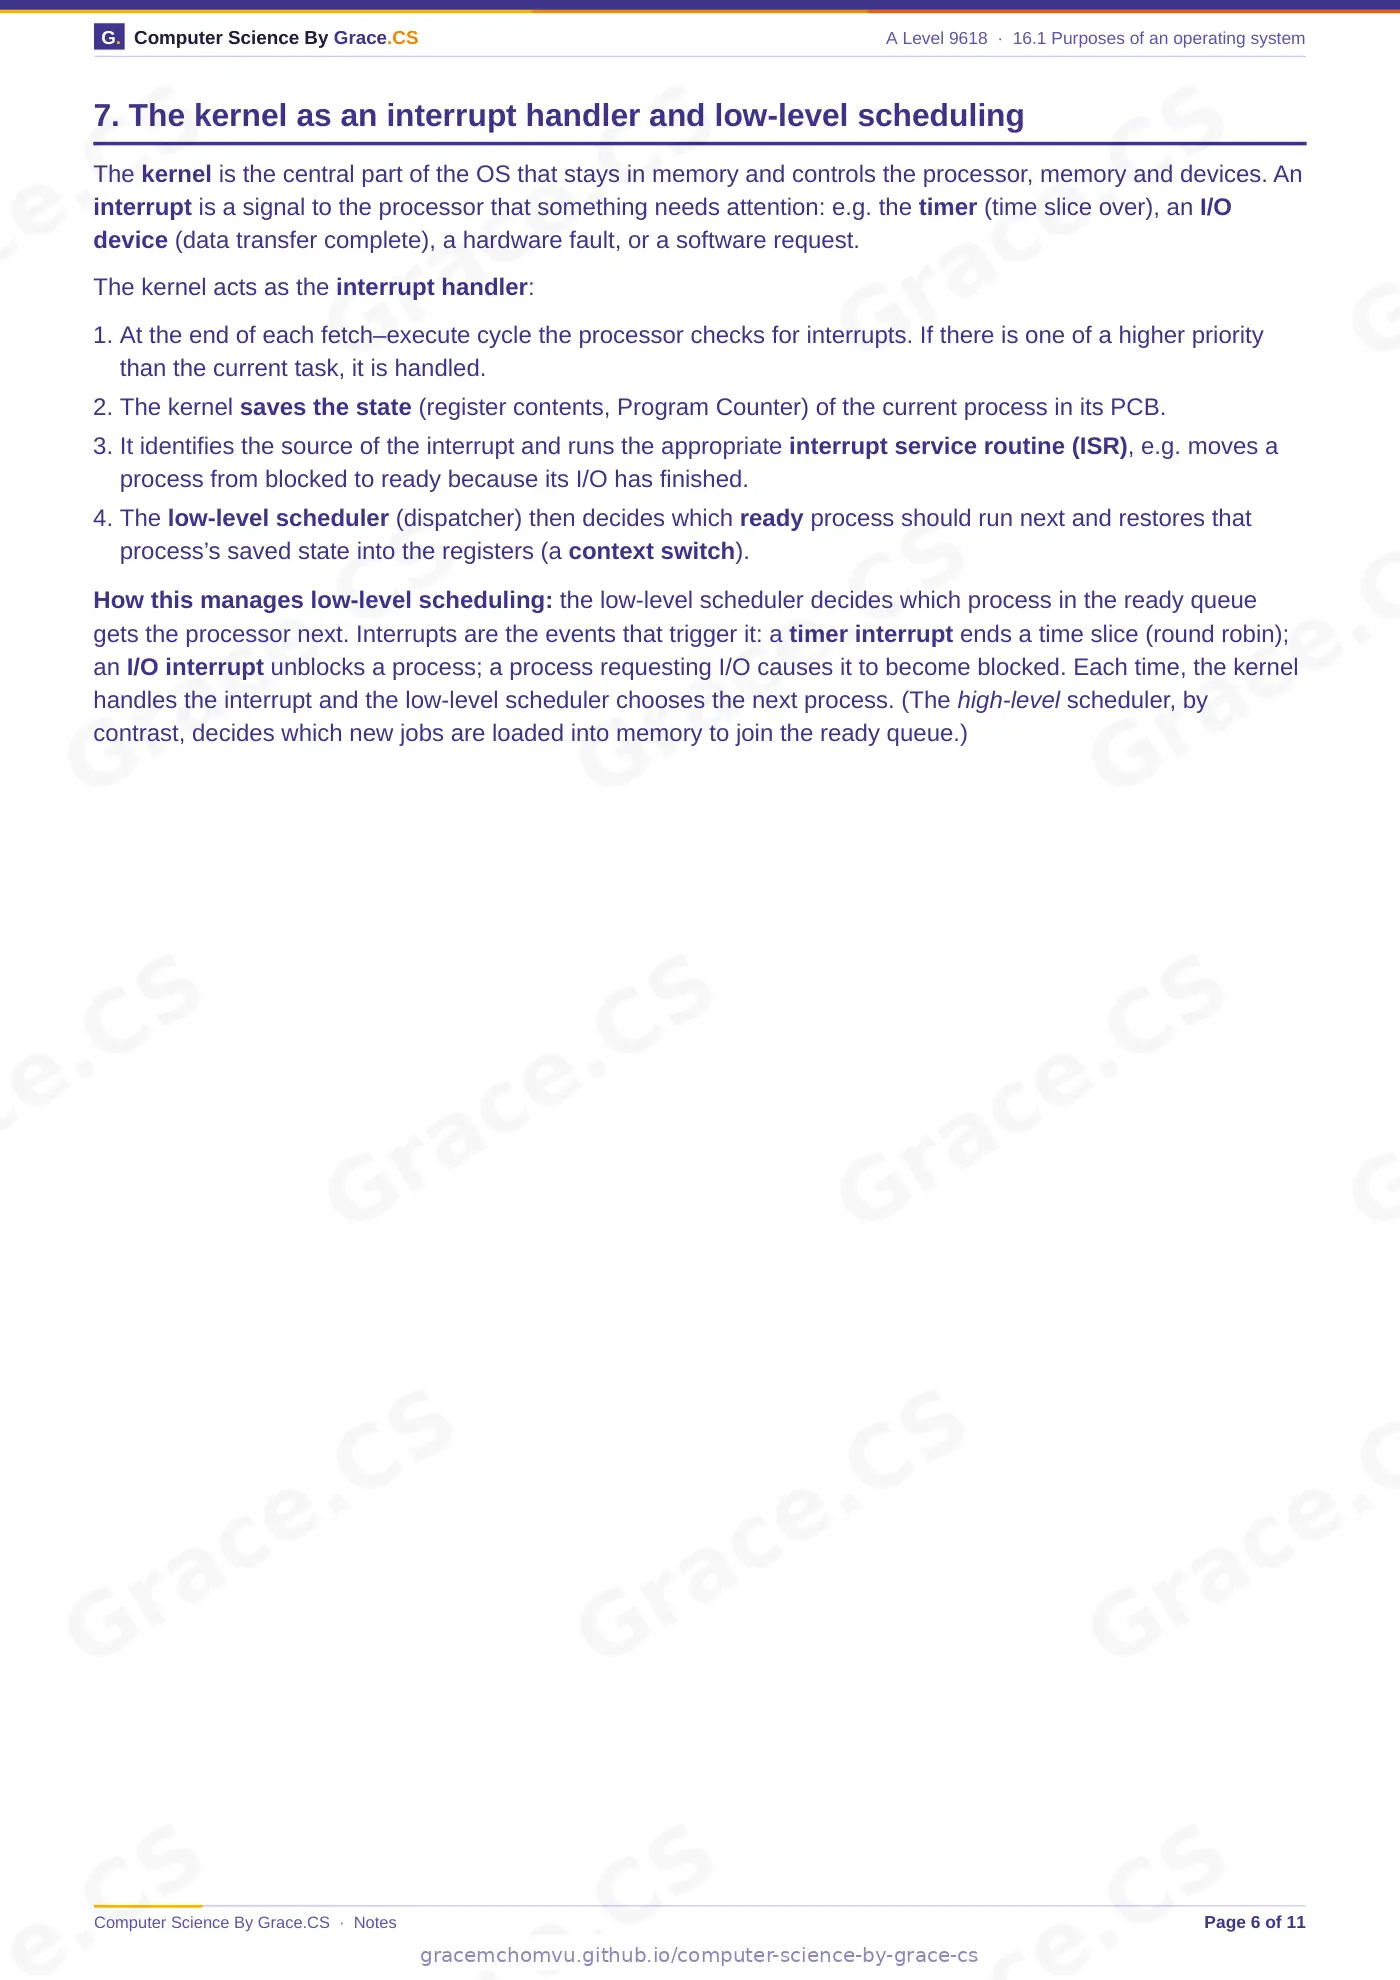 G. Computer Science By Grace.CS
A Level 9618 · 16.1 Purposes of an operating system
7. The kernel as an interrupt handler and low-level scheduling
The kernel is the central part of the OS that stays in memory and controls the processor, memory and devices. An
interrupt is a signal to the processor that something needs attention: e.g. the timer (time slice over), an I/O
device (data transfer complete), a hardware fault, or a software request.
The kernel acts as the interrupt handler:
1. At the end of each fetch–execute cycle the processor checks for interrupts. If there is one of a higher priority
than the current task, it is handled.
2. The kernel saves the state (register contents, Program Counter) of the current process in its PCB.
3. It identifies the source of the interrupt and runs the appropriate interrupt service routine (ISR), e.g. moves a
process from blocked to ready because its I/O has finished.
4. The low-level scheduler (dispatcher) then decides which ready process should run next and restores that
process’s saved state into the registers (a context switch).
How this manages low-level scheduling: the low-level scheduler decides which process in the ready queue
gets the processor next. Interrupts are the events that trigger it: a timer interrupt ends a time slice (round robin);
an I/O interrupt unblocks a process; a process requesting I/O causes it to become blocked. Each time, the kernel
handles the interrupt and the low-level scheduler chooses the next process. (The high-level scheduler, by
contrast, decides which new jobs are loaded into memory to join the ready queue.)
Computer Science By Grace.CS · Notes
Page 6 of 11
gracemchomvu.github.io/computer-science-by-grace-cs